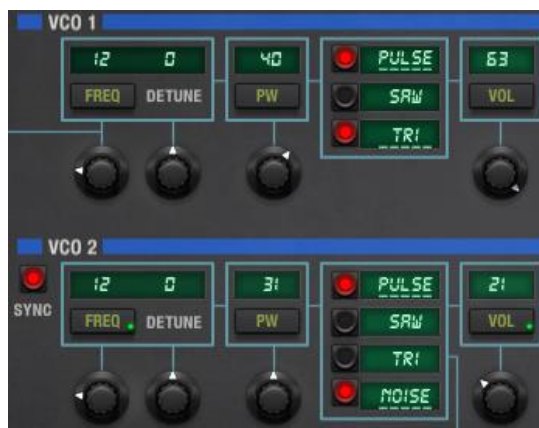 VCO 1
12 0 40 PULSE 63
FREQ DETUNE PW SAW VOL
TRI
VCO 2
SYNC
12 0 31 PULSE 21
FREQ DETUNE PW SAW VOL
TRI
NOISE